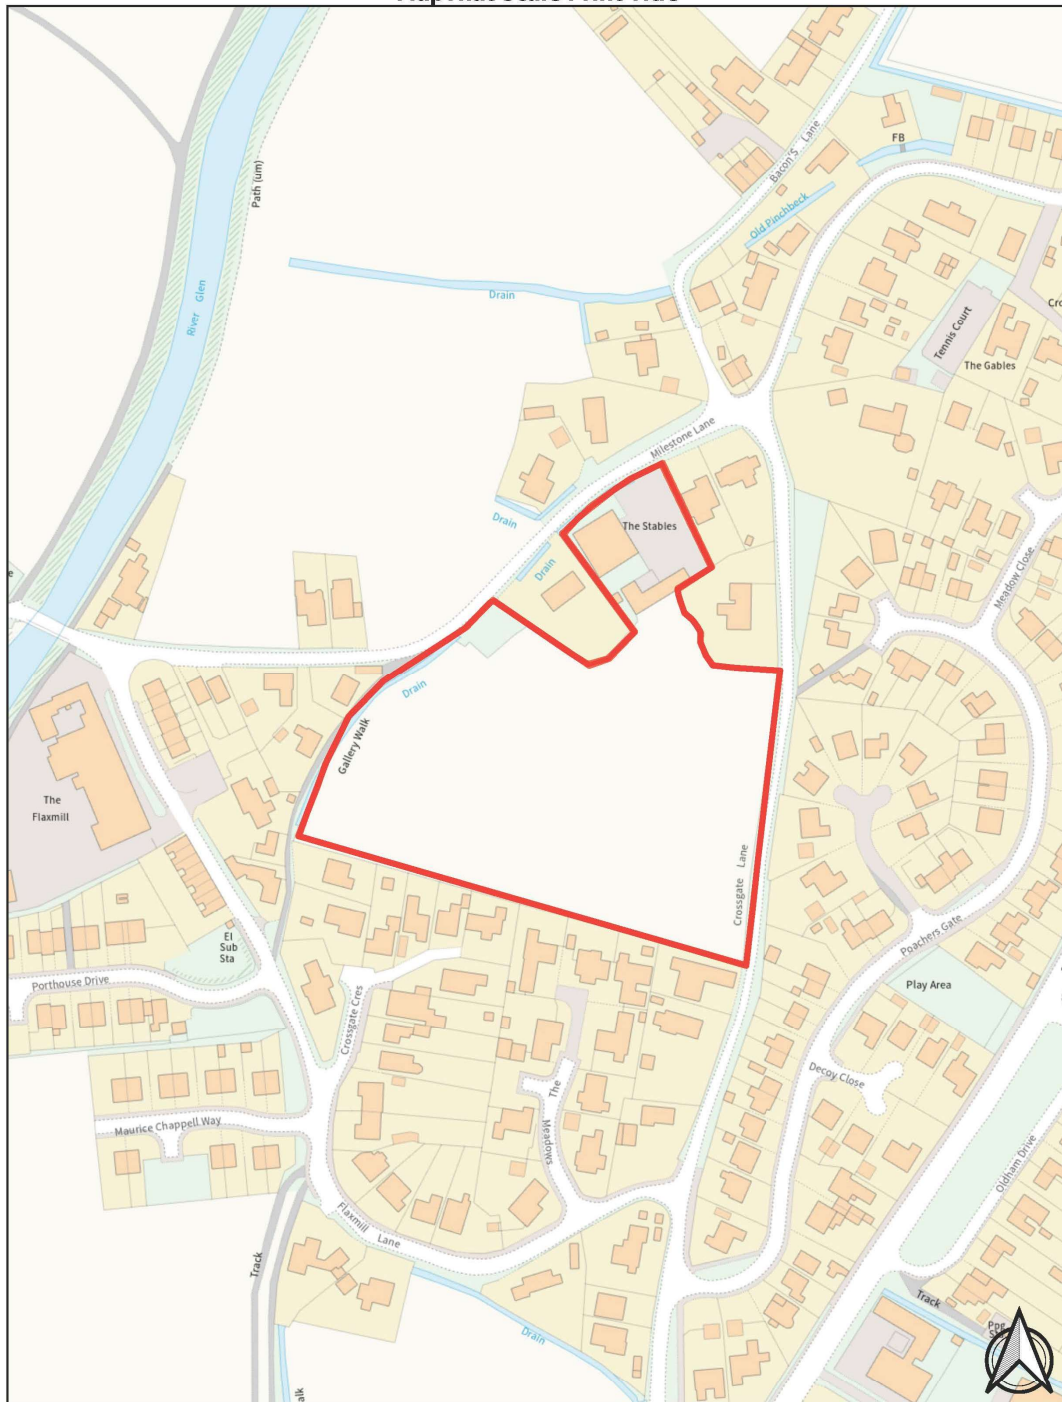 Path (um)
River Glen
Bacon's Lane
FB
Old Pinchbeck
Drain
Tennis Court
The Gables
Milestone Lane
The Stables
Drain
Drain
Meadow Close
Drain
Gallery Walk
The
Flaxmill
Crossgate Lane
El
Sub
Sta
Poachers Gate
Porthouse Drive
Play Area
Crossgate Cres
Decoy Close
The
Meadows
Maurice Chappell Way
Oldham Drive
Flaxmill Lane
Track
Track
Drain
Ppg